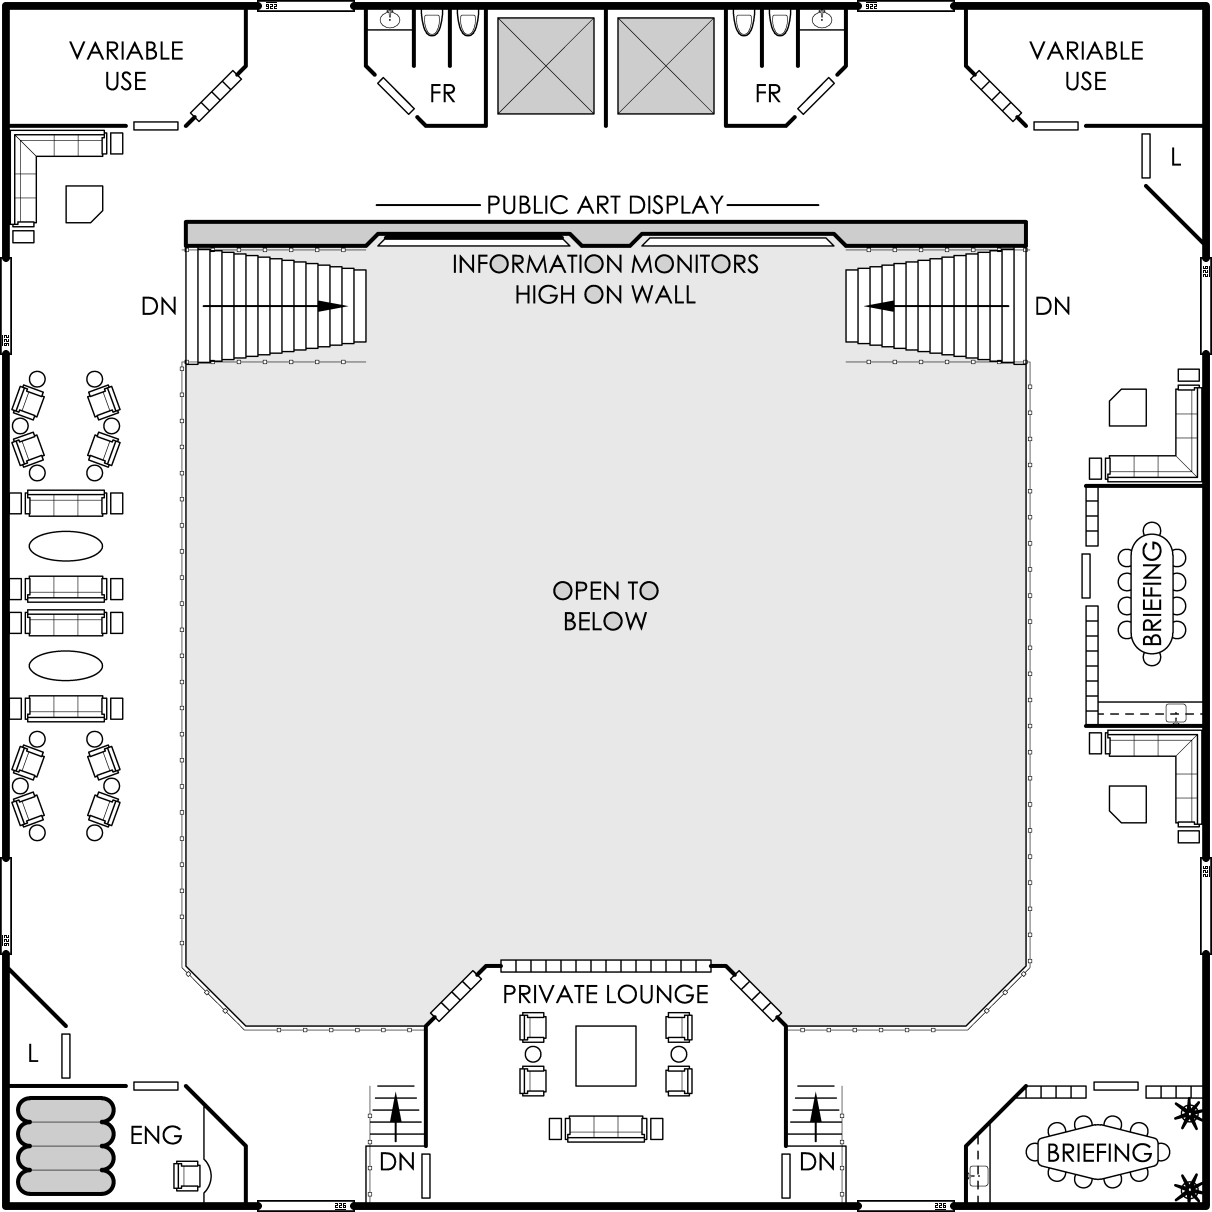 VARIABLE
USE
FR
FR
VARIABLE
USE
L
PUBLIC ART DISPLAY
INFORMATION MONITORS
HIGH ON WALL
DN
DN
OPEN TO
BELOW
BRIEFING
PRIVATE LOUNGE
L
ENG
DN
DN
BRIEFING